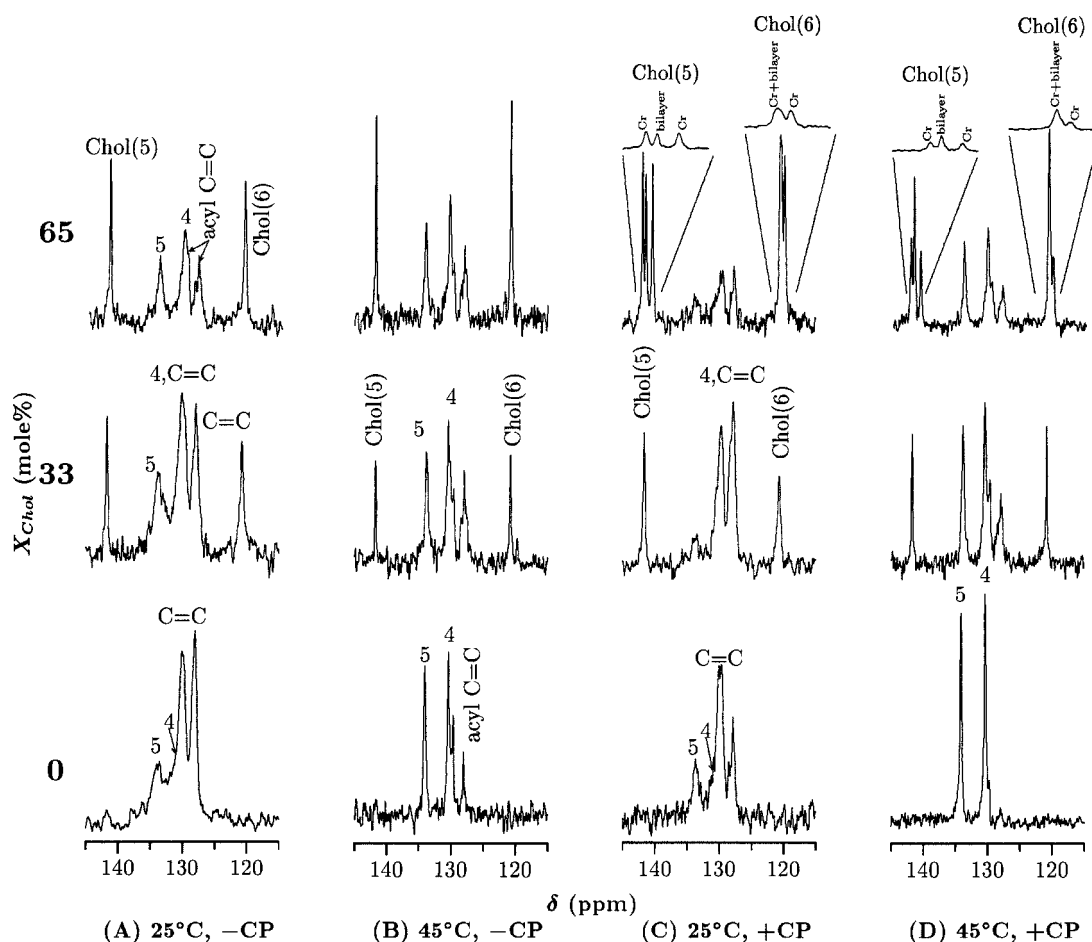 Chol(6)
Chol(6)
Chol(5)
Chol(5)
Cr+bilayer
Cr
Cr
bilayer
Cr
Cr+bilayer
Cr
Cr
bilayer
Cr
65
Chol(5)
5
4
acyl C=C
Chol(6)
X_Chol (mole%)
33
4,C=C
C=C
5
Chol(5)
5
4
Chol(6)
Chol(5)
4,C=C
Chol(6)
0
C=C
4
5
5
4
acyl C=C
C=C
4
5
5
4
140 130 120
140 130 120
140 130 120
140 130 120
δ (ppm)
(A) 25°C, −CP
(B) 45°C, −CP
(C) 25°C, +CP
(D) 45°C, +CP